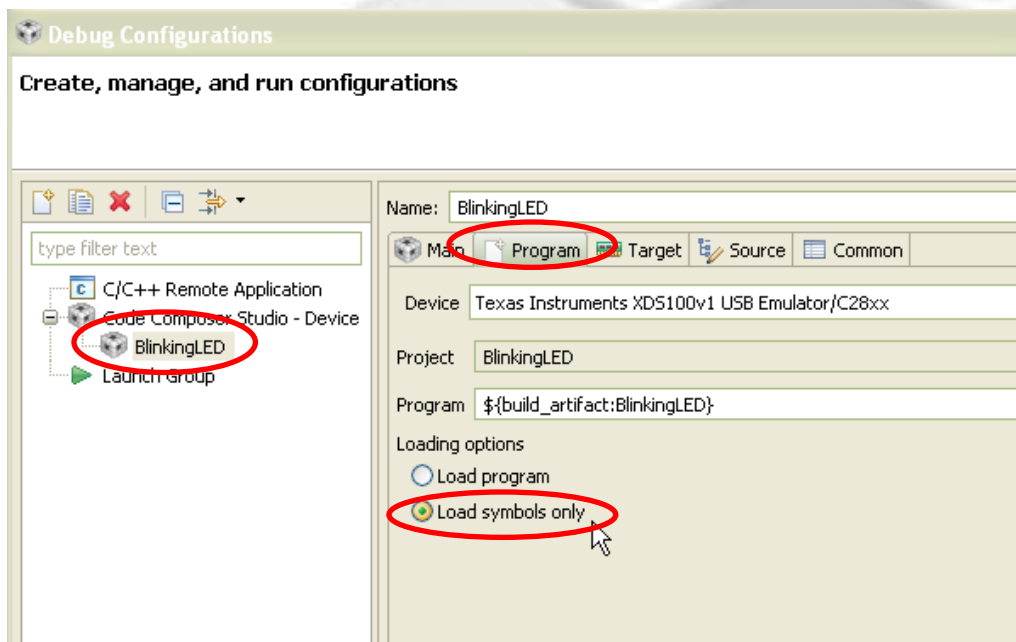 Debug Configurations
Create, manage, and run configurations
type filter text
C/C++ Remote Application
Code Composer Studio - Device
BlinkingLED
Launch Group
Name: BlinkingLED
Main Program Target Source Common
Device Texas Instruments XDS100v1 USB Emulator/C28xx
Project BlinkingLED
Program ${build_artifact:BlinkingLED}
Loading options
Load program
Load symbols only